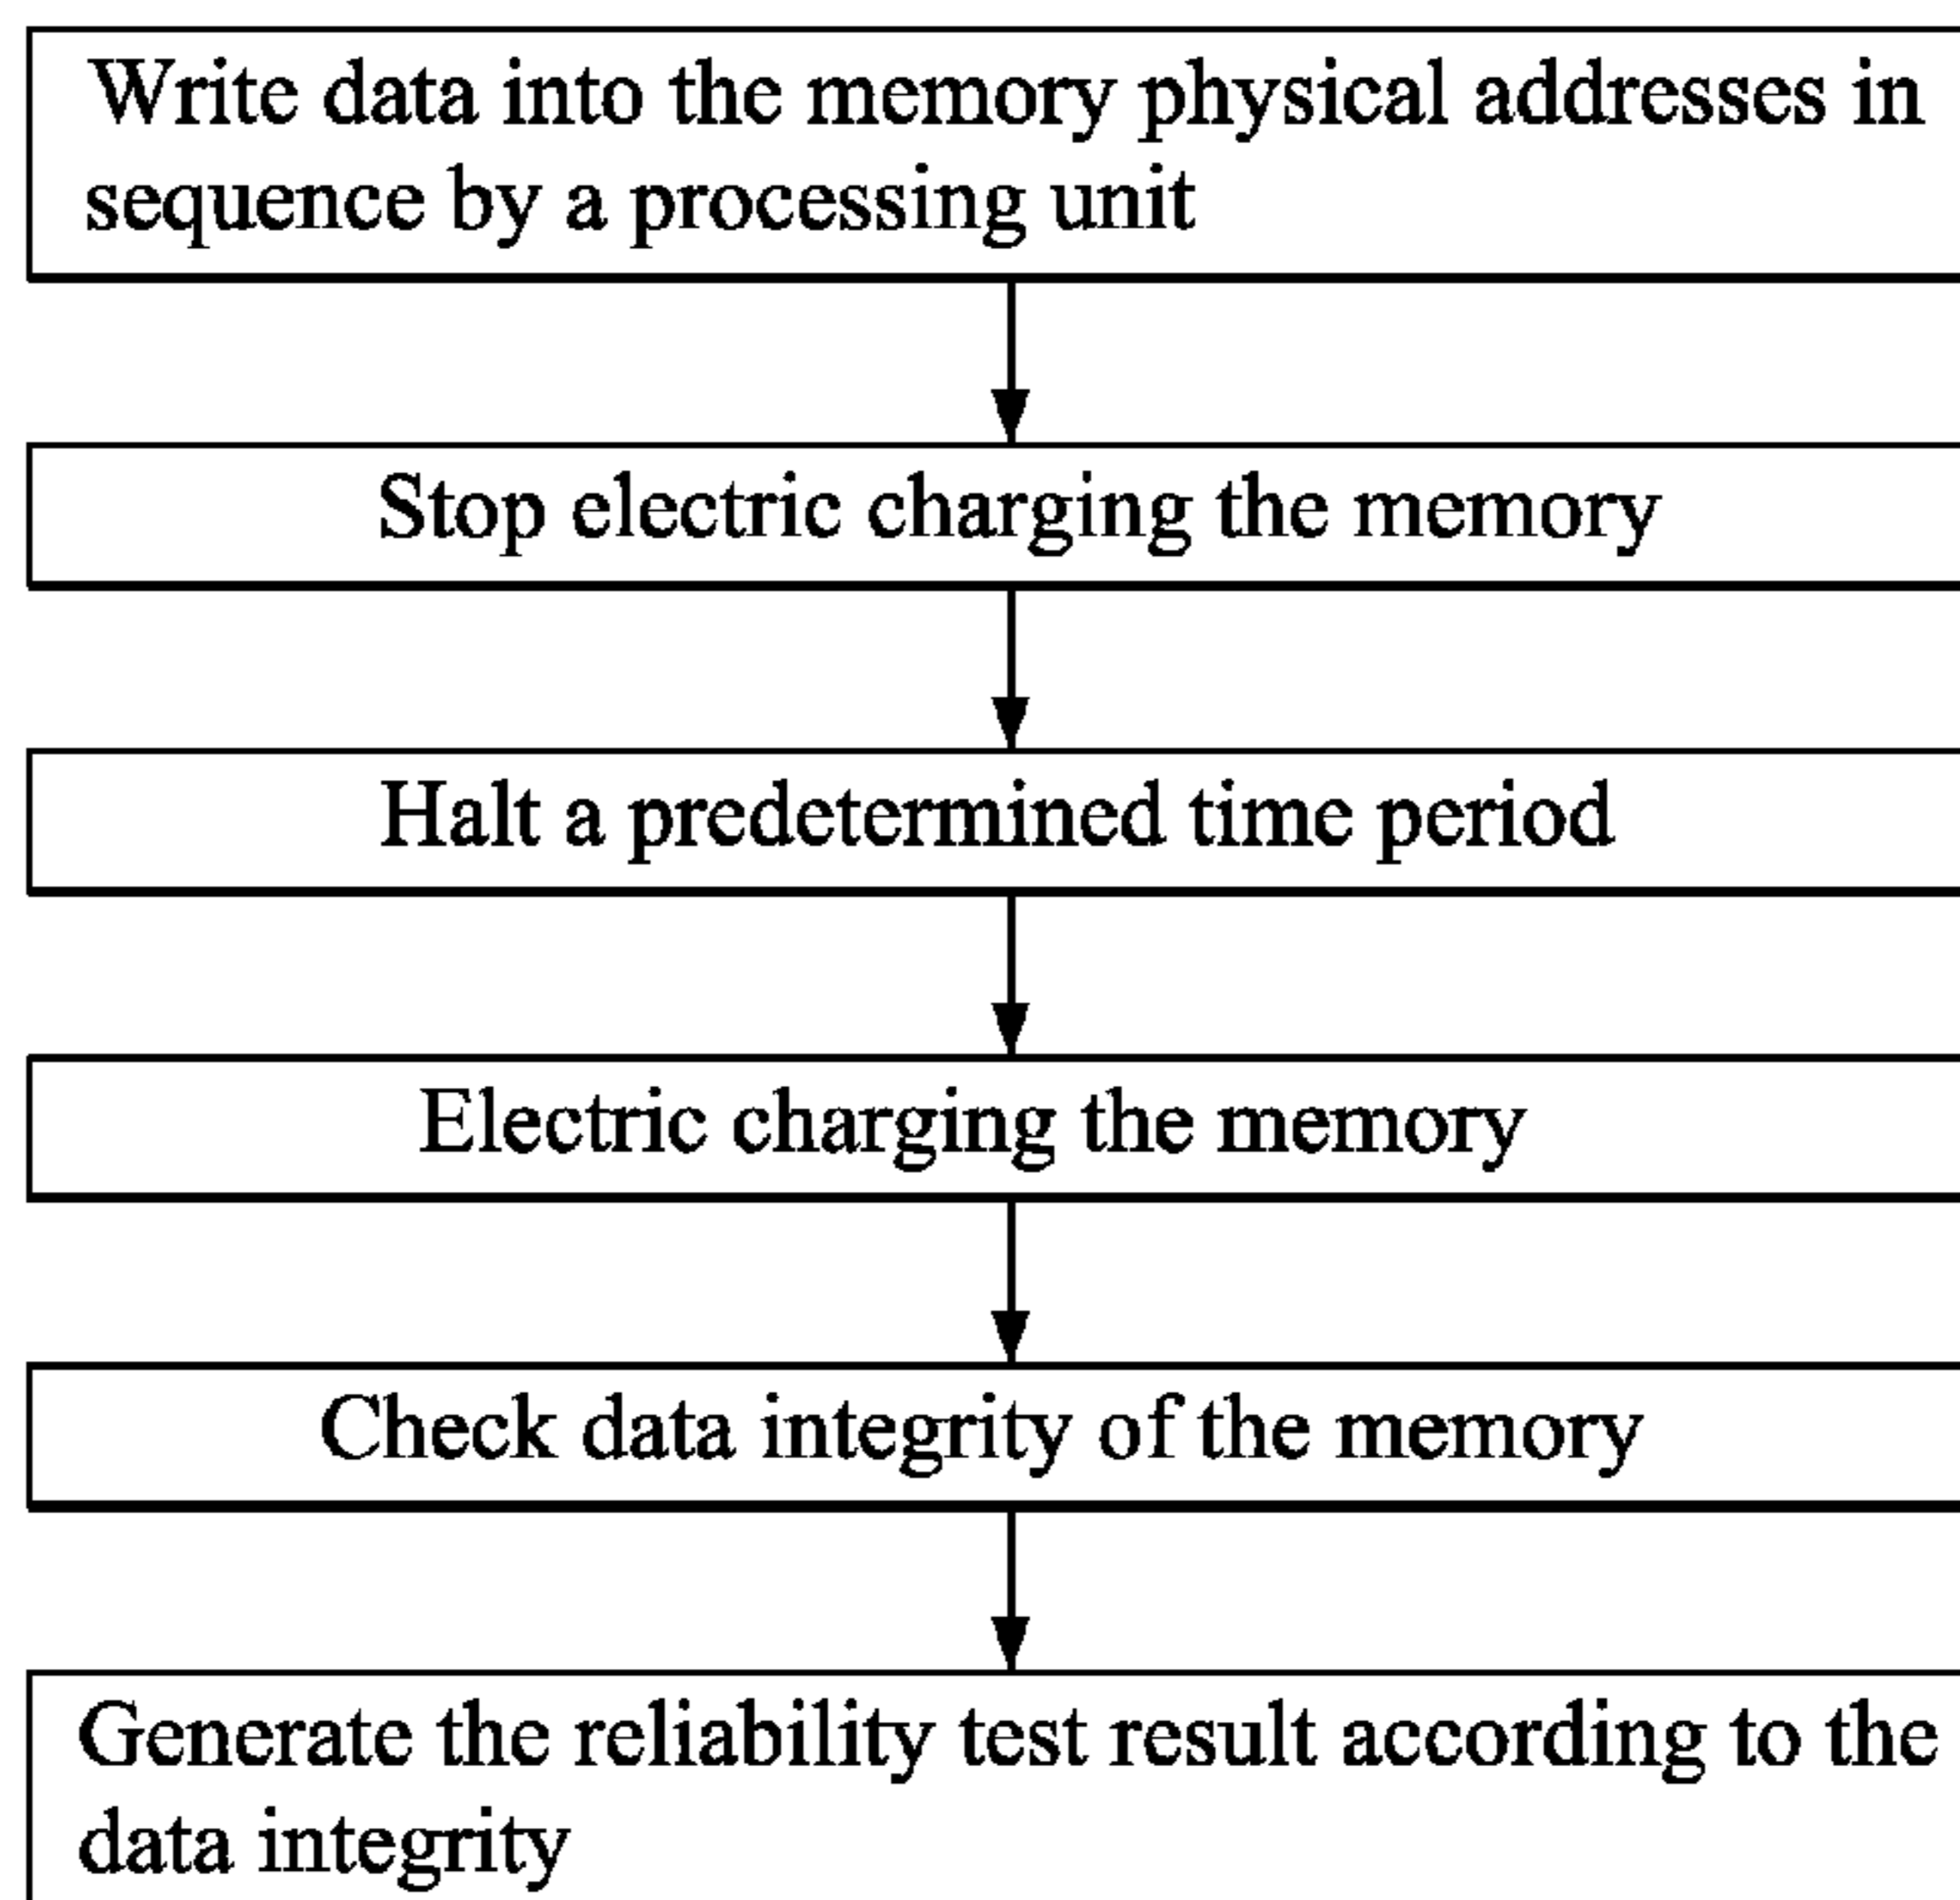 Write data into the memory physical addresses in
sequence by a processing unit
Stop electric charging the memory
Halt a predetermined time period
Electric charging the memory
Check data integrity of the memory
Generate the reliability test result according to the
data integrity